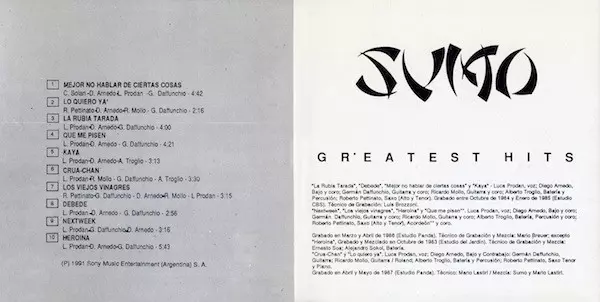 1 MEJOR NO HABLAR DE CIERTAS COSAS
C. Solari-D. Arnedo-L. Prodan - G. Daffunchio - 4:42
2 LO QUIERO YA'
R. Pettinato-D. Arnedo-R. Mollo - G. Daffunchio - 2:16
3 LA RUBIA TARADA
L. Prodan-D. Arnedo-G. Daffunchio - 4:00
4 QUE ME PISEN
L. Prodan-D. Arnedo-G. Daffunchio - 4:21
5 KAYA
L. Prodan-D. Arnedo-A. Troglio - 3:13
6 CRUA-CHAN
L. Prodan-R. Mollo - G. Daffunchio - A. Troglio - 3:30
7 LOS VIEJOS VINAGRES
R. Pettinato-G. Daffunchio - D. Arnedo-R. Mollo - L Prodan - 3:15
8 DEBEDE
L. Prodan-D. Arnedo - G. Daffunchio - 2:56
9 NEXTWEEK
L. Prodan-G. Daffunchio-D. Arnedo - 3:16
10 HEROINA
L. Prodan-D. Arnedo-G. Daffunchio - 5:43
(P) 1991 Sony Music Entertainment (Argentina) S. A.
SUMO
GR'EATEST HITS
"La Rubia Tarada", "Debede", "Mejor no hablar de ciertas cosas" y "Kaya" - Luca Prodan, voz; Diego Arnedo,
Bajo y coro; Germán Daffunchio, Guitarra y coro; Ricardo Mollo, Guitarra y coro; Alberto Troglio, Batería y
Percusión; Roberto Pettinato, Saxo (Alto y Tenor). Grabado entre Octubre de 1984 y Enero de 1985 (Estudio
CBS). Técnico de Grabación: Luis Brozzoni.
"Nextweek", "Los viejos vinagres", "Heroína" y "Que me pisen" - Luca Prodan, voz; Diego Arnedo, Bajo y coro;
Germán Daffunchio, Guitarra y coro; Ricardo Mollo, Guitarra y coro; Alberto Troglio, Batería, Percusión y coro;
Roberto Pettinato, Saxo (Alto y Tenor), Acordeón y coro.
Grabado en Marzo y Abril de 1986 (Estudio Panda). Técnico de Grabación y Mezcla: Mario Breuer; excepto
"Heroína", Grabado y Mezclado en Octubre de 1983 (Estudio del Jardín). Técnico de Grabación y Mezcla:
Ernesto Soa; Alejandro Sokol, Batería.
"Crua-Chan" y "Lo quiero ya". Luca Prodan, voz; Diego Arnedo, Bajo y Contrabajo; Germán Daffunchio,
Guitarra; Ricardo Mollo, Guitarra / Roland; Alberto Troglio, Batería y Percusión; Roberto Pettinato, Saxo Tenor
y Piano.
Grabado en Abril y Mayo de 1987 (Estudio Panda); Técnico: Mario Lastiri / Mezcla: Sumo y Mario Lastiri.